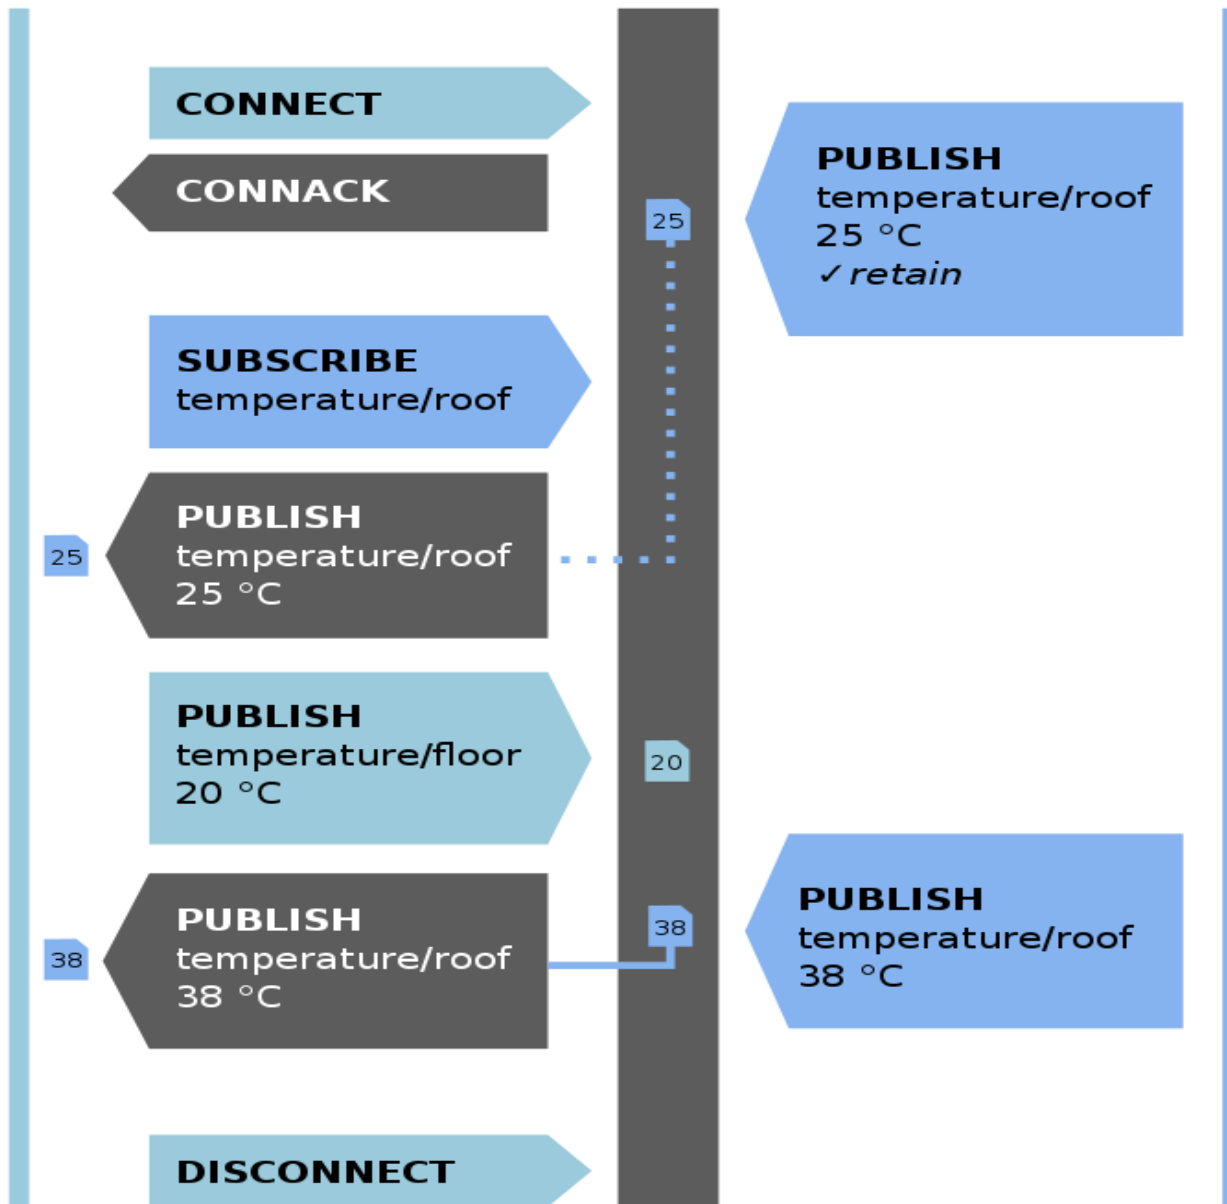 CONNECT
CONNACK
PUBLISH
temperature/roof
25 °C
✓ retain
25
SUBSCRIBE
temperature/roof
PUBLISH
temperature/roof
25 °C
25
PUBLISH
temperature/floor
20 °C
20
PUBLISH
temperature/roof
38 °C
38
PUBLISH
temperature/roof
38 °C
38
DISCONNECT